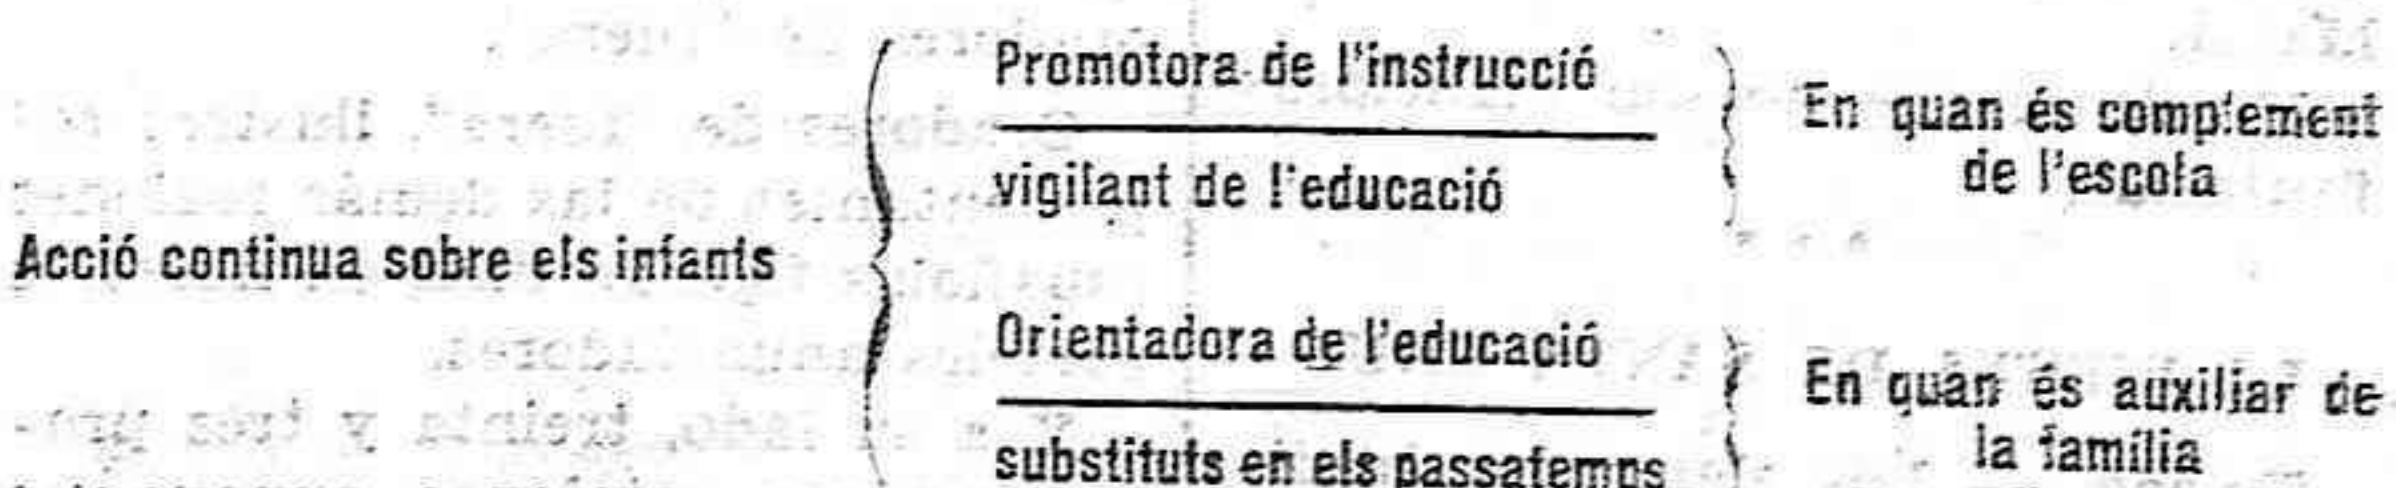 Promotora de l'instrucció
vigilant de l'educació
En quan és complement
de l'escola
Acció continua sobre els infants
Orientadora de l'educació
substituts en els passatemps
En quan és auxiliar de
la família